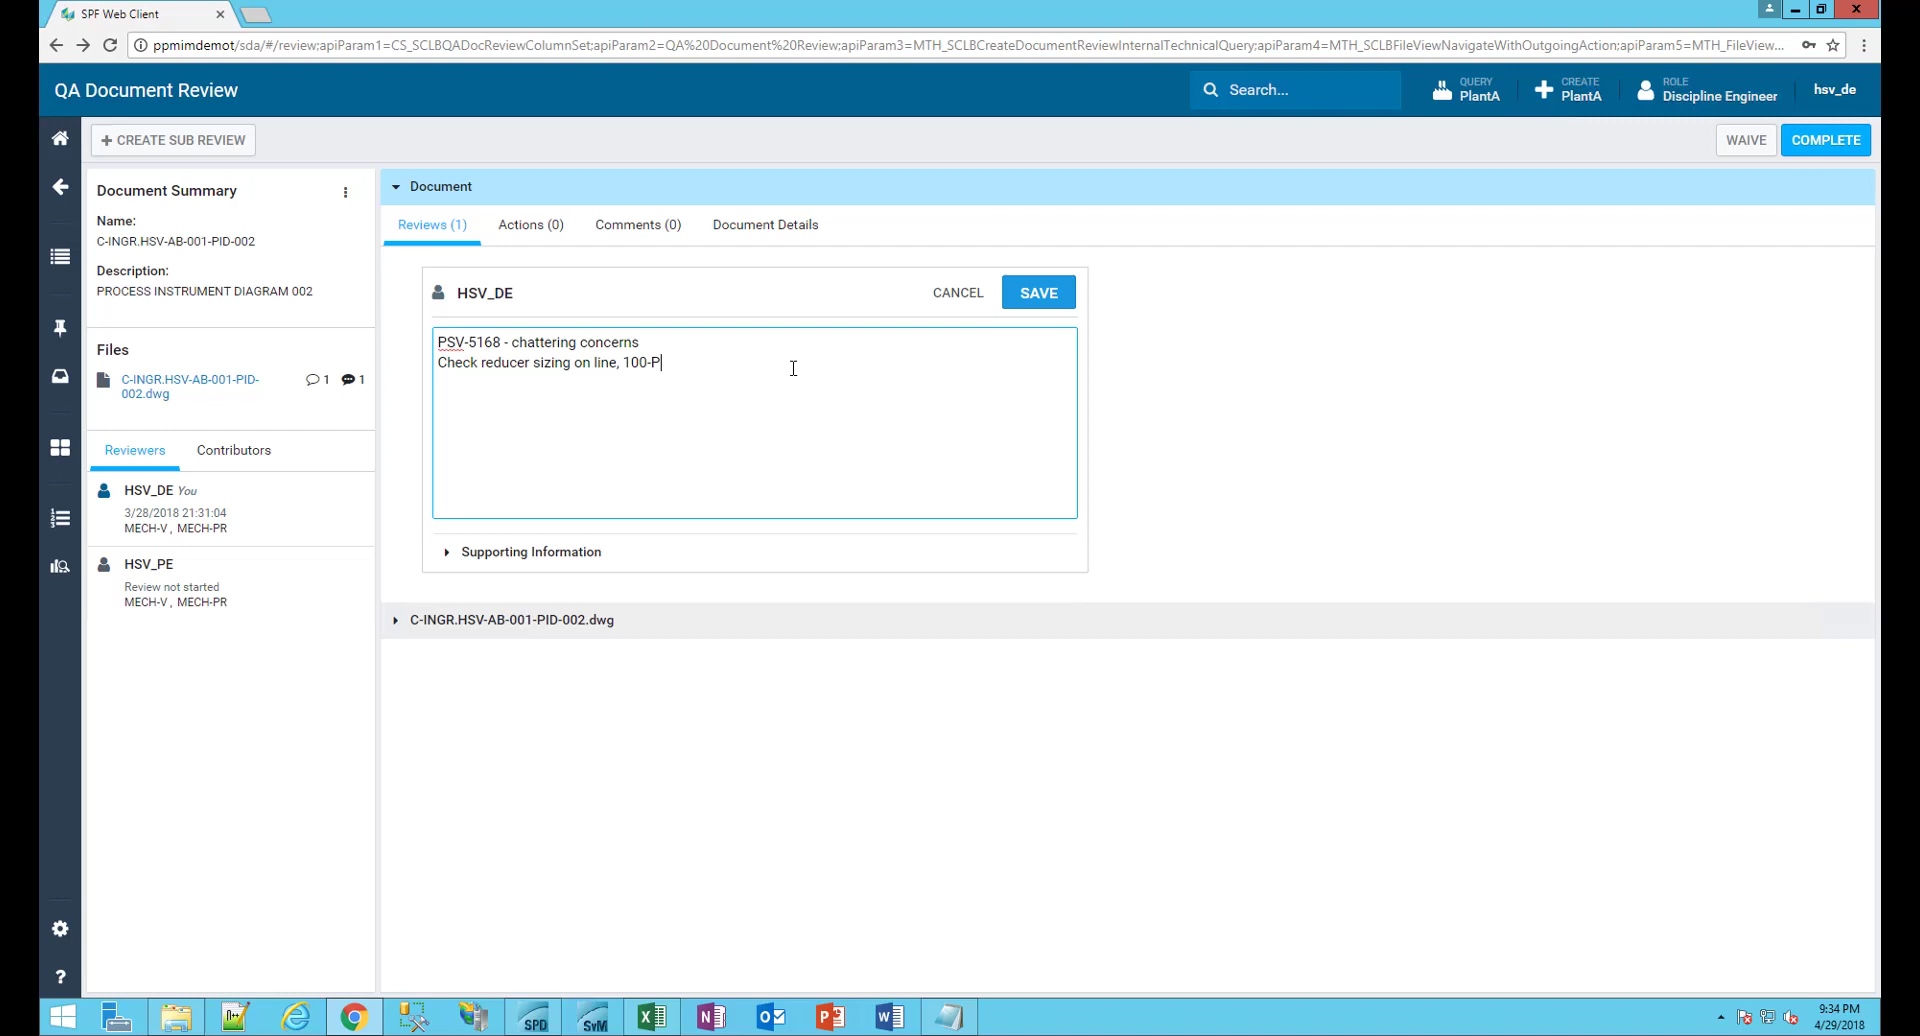 SPF Web Client
ppmimdemot/sda/#/review;apiParam1=CS_SCLBQADocReviewColumnSet;apiParam2=QA%20Document%20Review;apiParam3=MTH_SCLBCreateDocumentReviewInternalTechnicalQuery;apiParam4=MTH_SCLBFileViewNavigateWithOutgoingAction;apiParam5=MTH_FileView...
QA Document Review
Search...
QUERY
PlantA
CREATE
PlantA
ROLE
Discipline Engineer
hsv_de
CREATE SUB REVIEW
WAIVE
COMPLETE
Document Summary
Name:
C-INGR.HSV-AB-001-PID-002
Description:
PROCESS INSTRUMENT DIAGRAM 002
Files
C-INGR.HSV-AB-001-PID-
002.dwg
1 1
Reviewers Contributors
HSV_DE You
3/28/2018 21:31:04
MECH-V , MECH-PR
HSV_PE
Review not started
MECH-V , MECH-PR
Document
Reviews (1) Actions (0) Comments (0) Document Details
HSV_DE
CANCEL
SAVE
PSV-5168 - chattering concerns
Check reducer sizing on line, 100-P
Supporting Information
C-INGR.HSV-AB-001-PID-002.dwg
SPD
SvM
9:34 PM
4/29/2018